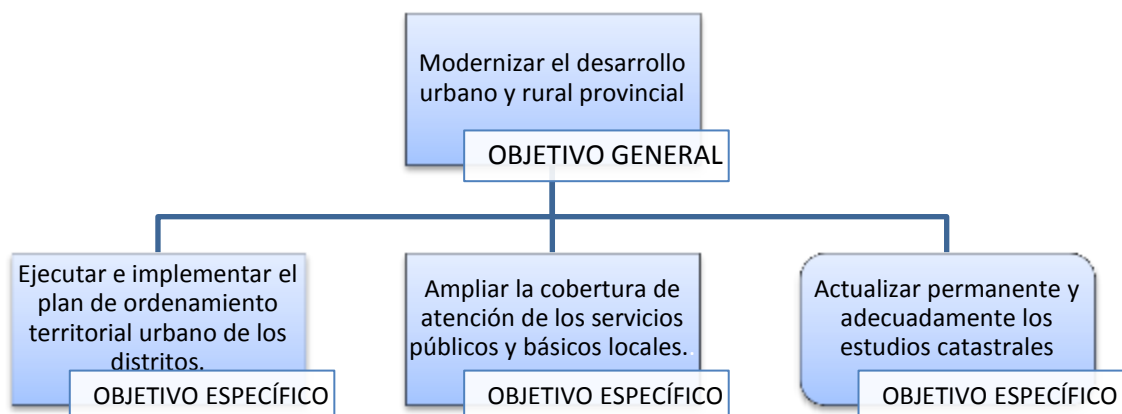 Modernizar el desarrollo
urbano y rural provincial
OBJETIVO GENERAL
Ejecutar e implementar el
plan de ordenamiento
territorial urbano de los
distritos.
OBJETIVO ESPECÍFICO
Ampliar la cobertura de
atención de los servicios
públicos y básicos locales..
OBJETIVO ESPECÍFICO
Actualizar permanente y
adecuadamente los
estudios catastrales
OBJETIVO ESPECÍFICO